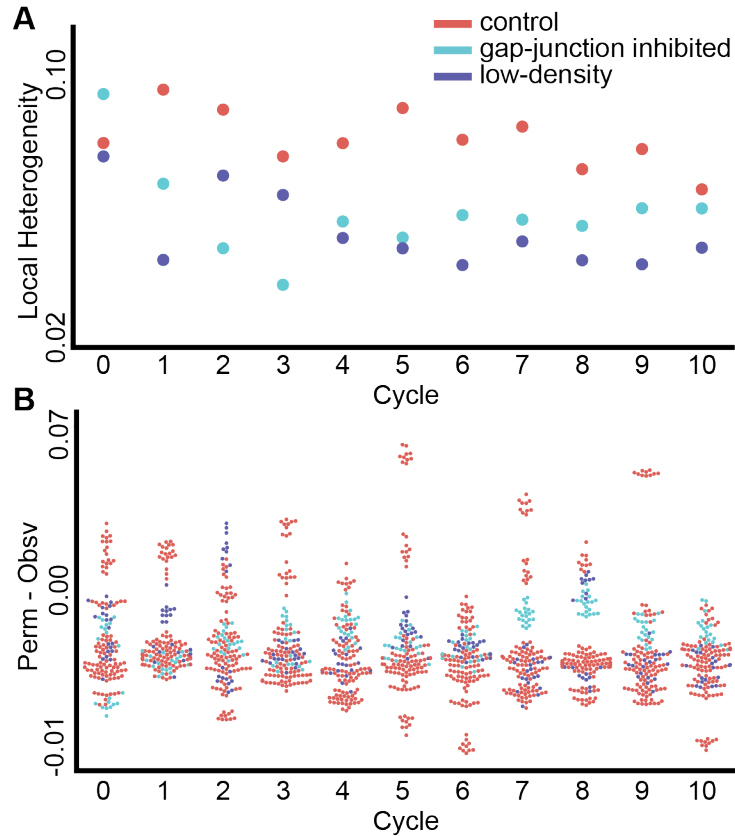 A
control
gap-junction inhibited
low-density
0.10
Local Heterogeneity
0.02
0 1 2 3 4 5 6 7 8 9 10
Cycle
B
0.07
Perm - Obsv
0.00
-0.01
0 1 2 3 4 5 6 7 8 9 10
Cycle